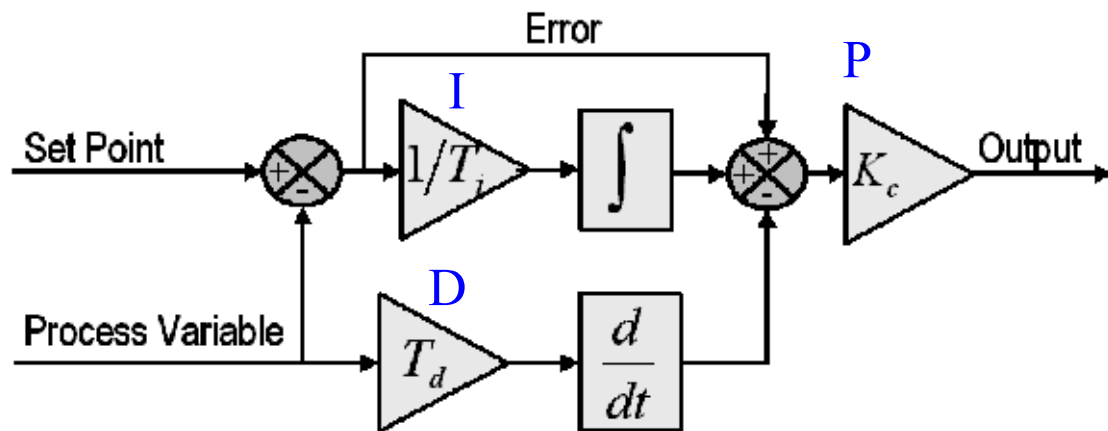 Error
P
I
Set Point
+
-
1/T_i
∫
+
+
-
K_c
Output
D
Process Variable
T_d
d
dt